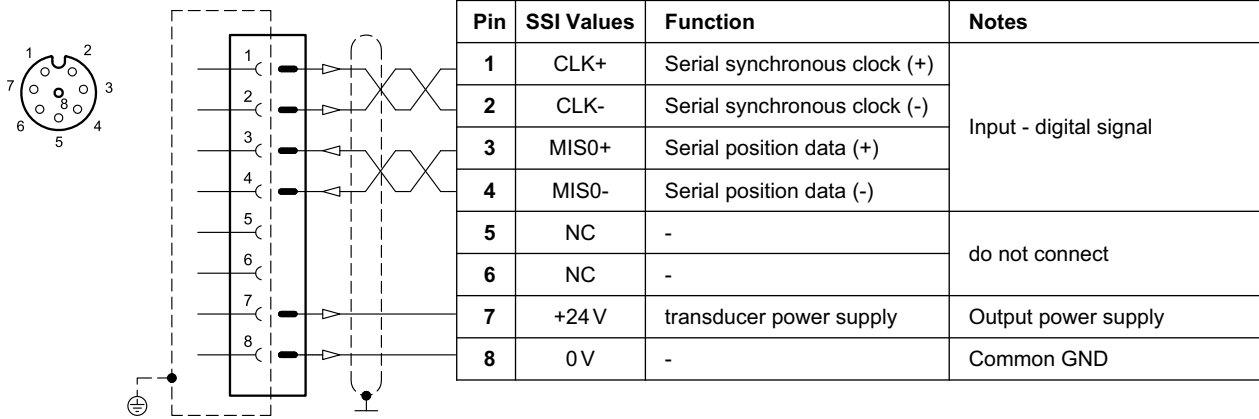 1 2
7 8 3
6 4
5
1
2
3
4
5
6
7
8
Pin SSI Values Function Notes
1 CLK+ Serial synchronous clock (+)
2 CLK- Serial synchronous clock (-)
Input - digital signal
3 MIS0+ Serial position data (+)
4 MIS0- Serial position data (-)
5 NC -
do not connect
6 NC -
7 +24 V transducer power supply Output power supply
8 0 V - Common GND